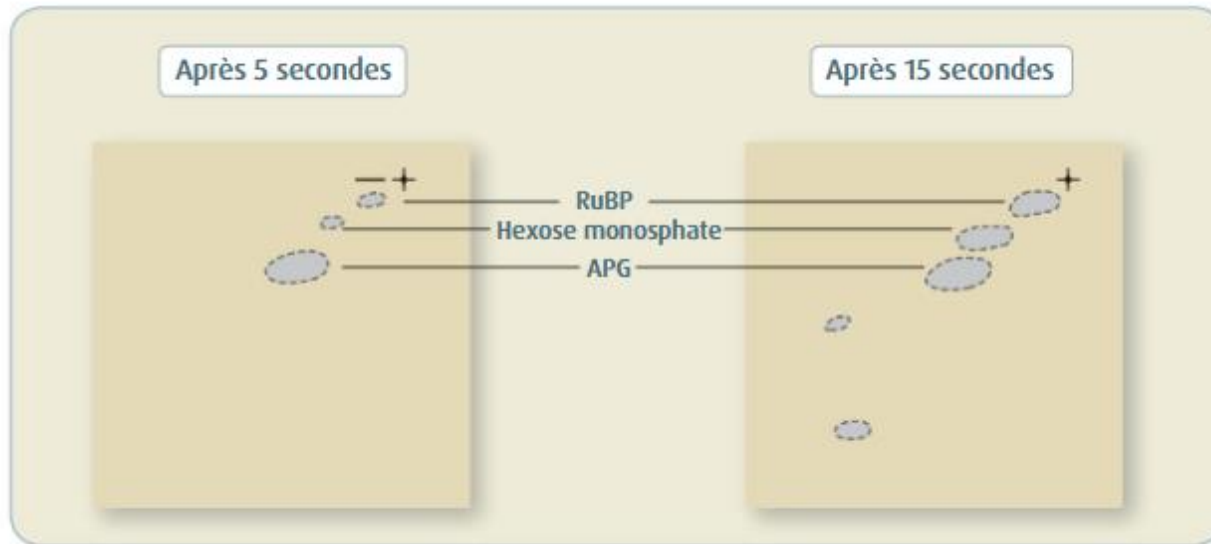 Après 5 secondes
Après 15 secondes
— +
+
RuBP
Hexose monosphate
APG